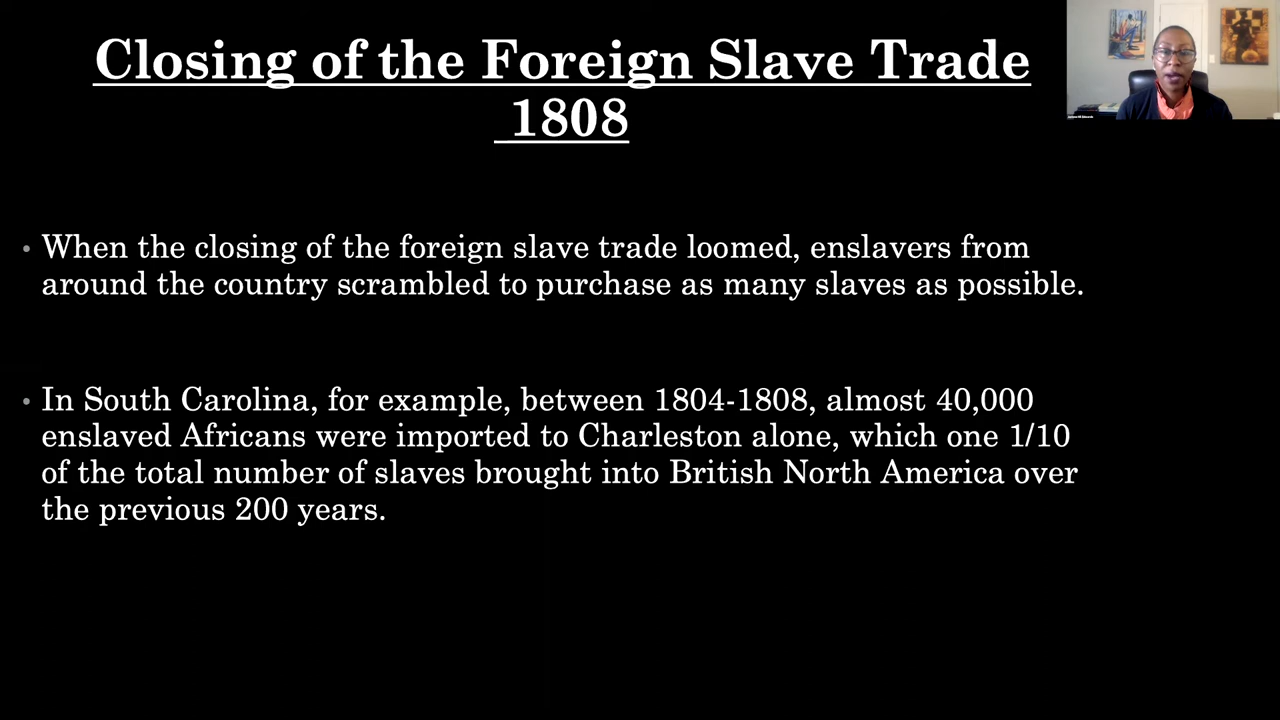 Closing of the Foreign Slave Trade
1808
• When the closing of the foreign slave trade loomed, enslavers from
around the country scrambled to purchase as many slaves as possible.
• In South Carolina, for example, between 1804-1808, almost 40,000
enslaved Africans were imported to Charleston alone, which one 1/10
of the total number of slaves brought into British North America over
the previous 200 years.